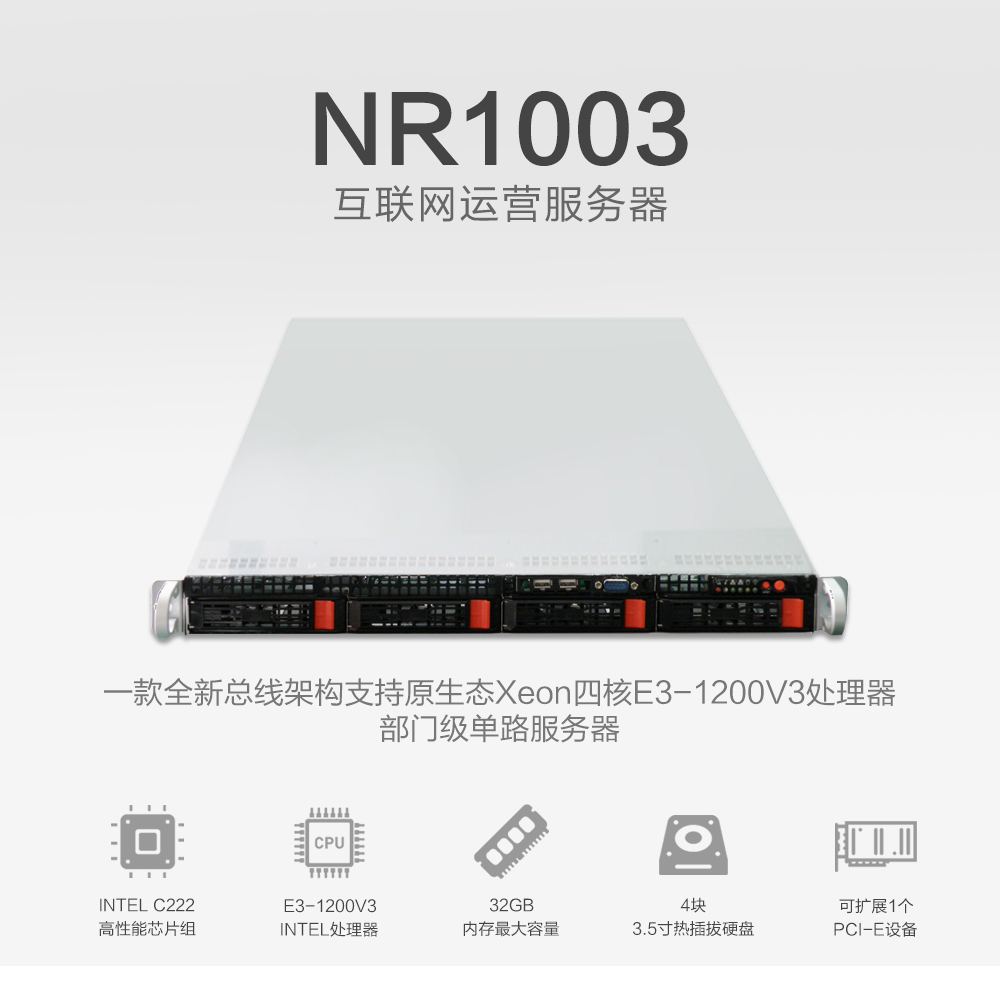 NR1003
互联网运营服务器
一款全新总线架构支持原生态Xeon四核E3-1200V3处理器
部门级单路服务器
CPU
INTEL C222
高性能芯片组
E3-1200V3
INTEL处理器
32GB
内存最大容量
4块
3.5寸热插拔硬盘
可扩展1个
PCI-E设备